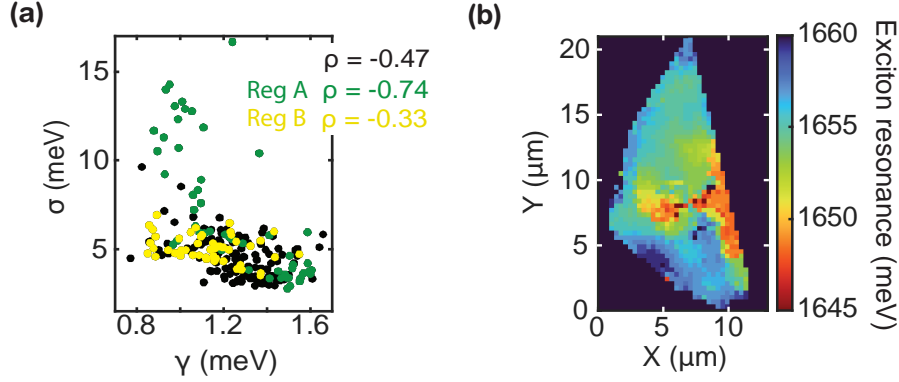 (a)
ρ = -0.47
Reg A ρ = -0.74
Reg B ρ = -0.33
15
10
5
σ (meV)
0.8 1.2 1.6
γ (meV)
(b)
20
15
10
5
0
Y (μm)
0 5 10
X (μm)
1660
1655
1650
1645
Exciton resonance (meV)